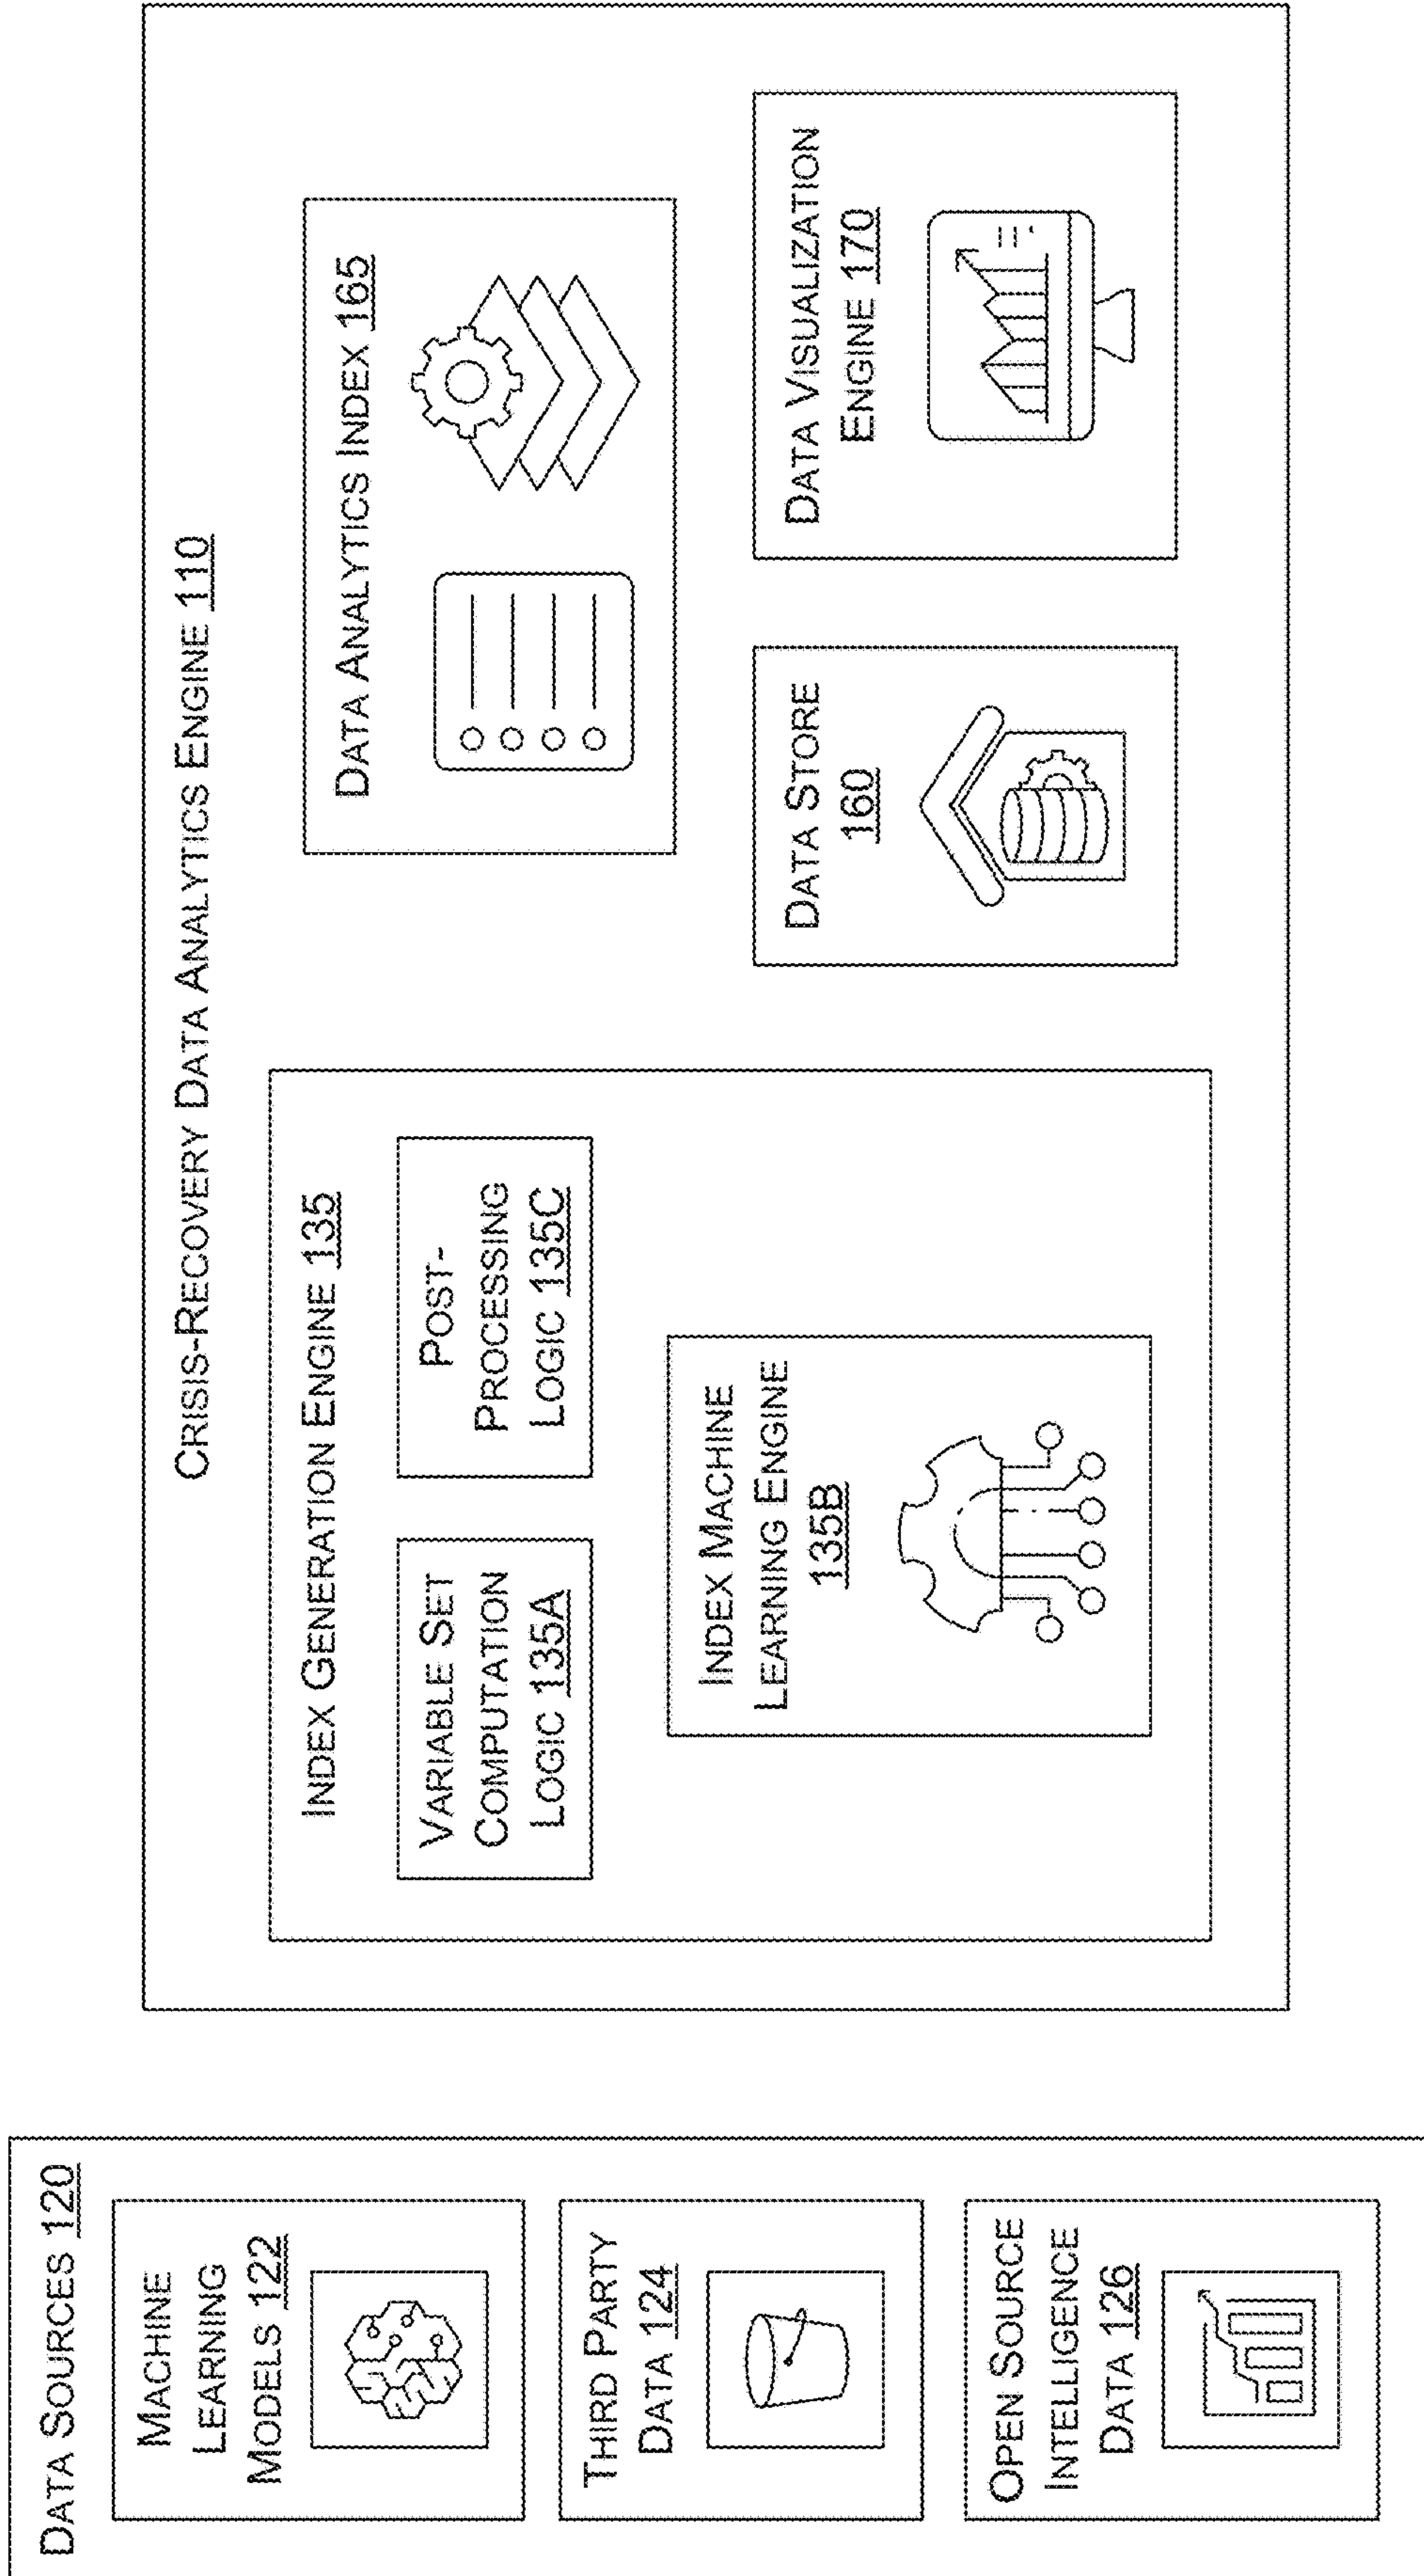 DATA SOURCES 120
MACHINE
LEARNING
MODELS 122
THIRD PARTY
DATA 124
OPEN SOURCE
INTELLIGENCE
DATA 126
CRISIS-RECOVERY DATA ANALYTICS ENGINE 110
INDEX GENERATION ENGINE 135
VARIABLE SET
COMPUTATION
LOGIC 135A
POST-
PROCESSING
LOGIC 135C
INDEX MACHINE
LEARNING ENGINE
135B
DATA ANALYTICS INDEX 165
DATA STORE
160
DATA VISUALIZATION
ENGINE 170